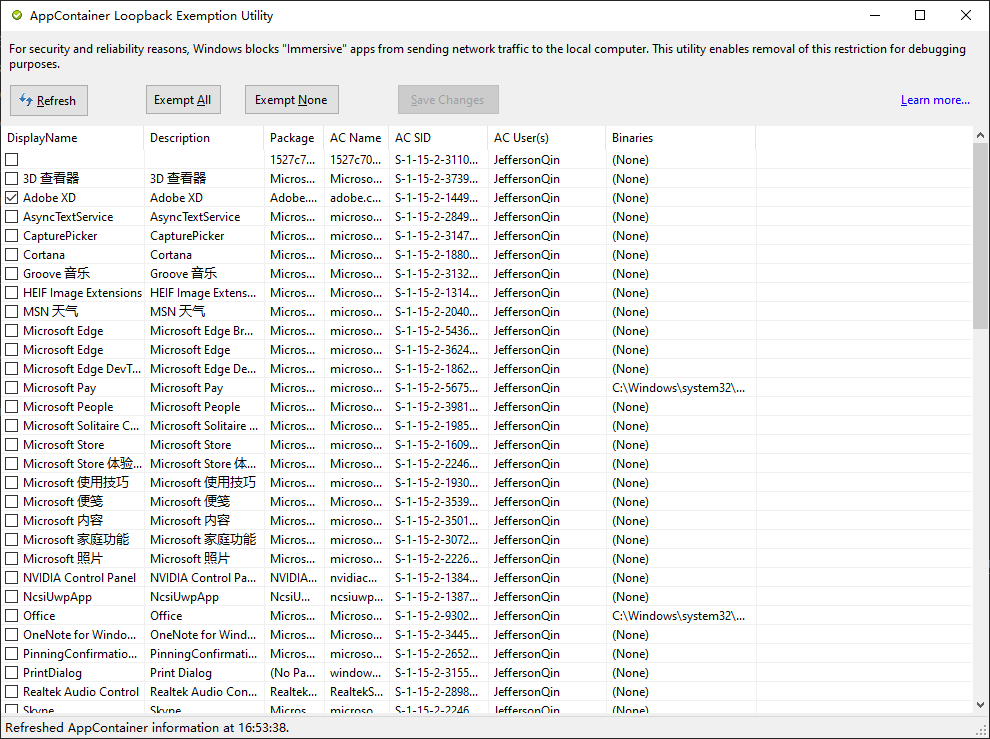 AppContainer Loopback Exemption Utility
For security and reliability reasons, Windows blocks "Immersive" apps from sending network traffic to the local computer. This utility enables removal of this restriction for debugging
purposes.
Refresh Exempt All Exempt None Save Changes Learn more...
DisplayName Description Package AC Name AC SID AC User(s) Binaries
1527c7... 1527c70... S-1-15-2-3110... JeffersonQin (None)
3D 查看器 3D 查看器 Micros... Microso... S-1-15-2-3739... JeffersonQin (None)
Adobe XD Adobe XD Adobe.... adobe.c... S-1-15-2-1449... JeffersonQin (None)
AsyncTextService AsyncTextService Micros... microso... S-1-15-2-2849... JeffersonQin (None)
CapturePicker CapturePicker Micros... microso... S-1-15-2-3147... JeffersonQin (None)
Cortana Cortana Micros... microso... S-1-15-2-1880... JeffersonQin (None)
Groove 音乐 Groove 音乐 Micros... microso... S-1-15-2-3132... JeffersonQin (None)
HEIF Image Extensions HEIF Image Extens... Micros... microso... S-1-15-2-1314... JeffersonQin (None)
MSN 天气 MSN 天气 Micros... microso... S-1-15-2-2040... JeffersonQin (None)
Microsoft Edge Microsoft Edge Br... Micros... microso... S-1-15-2-5436... JeffersonQin (None)
Microsoft Edge Microsoft Edge Micros... microso... S-1-15-2-3624... JeffersonQin (None)
Microsoft Edge DevT... Microsoft Edge De... Micros... microso... S-1-15-2-1862... JeffersonQin (None)
Microsoft Pay Microsoft Pay Micros... microso... S-1-15-2-5675... JeffersonQin C:\Windows\system32\...
Microsoft People Microsoft People Micros... microso... S-1-15-2-3981... JeffersonQin (None)
Microsoft Solitaire C... Microsoft Solitaire ... Micros... microso... S-1-15-2-1985... JeffersonQin (None)
Microsoft Store Microsoft Store Micros... microso... S-1-15-2-1609... JeffersonQin (None)
Microsoft Store 体验... Microsoft Store 体... Micros... microso... S-1-15-2-2246... JeffersonQin (None)
Microsoft 使用技巧 Microsoft 使用技巧 Micros... microso... S-1-15-2-1930... JeffersonQin (None)
Microsoft 便笺 Microsoft 便笺 Micros... microso... S-1-15-2-3539... JeffersonQin (None)
Microsoft 内容 Microsoft 内容 Micros... microso... S-1-15-2-3501... JeffersonQin (None)
Microsoft 家庭功能 Microsoft 家庭功能 Micros... microso... S-1-15-2-3072... JeffersonQin (None)
Microsoft 照片 Microsoft 照片 Micros... microso... S-1-15-2-2226... JeffersonQin (None)
NVIDIA Control Panel NVIDIA Control Pa... NVIDIA... nvidiac... S-1-15-2-1384... JeffersonQin (None)
NcsiUwpApp NcsiUwpApp NcsiU... ncsiuwp... S-1-15-2-1387... JeffersonQin (None)
Office Office Micros... Microso... S-1-15-2-9302... JeffersonQin C:\Windows\system32\...
OneNote for Windo... OneNote for Wind... Micros... Microso... S-1-15-2-3445... JeffersonQin (None)
PinningConfirmatio... PinningConfirmati... Micros... microso... S-1-15-2-2652... JeffersonQin (None)
PrintDialog Print Dialog (No Pa... window... S-1-15-2-3155... JeffersonQin (None)
Realtek Audio Control Realtek Audio Con... Realtek... RealtekS... S-1-15-2-2898... JeffersonQin (None)
Skype Skype Micros... microso... S-1-15-2-2246... JeffersonQin (None)
Refreshed AppContainer information at 16:53:38.